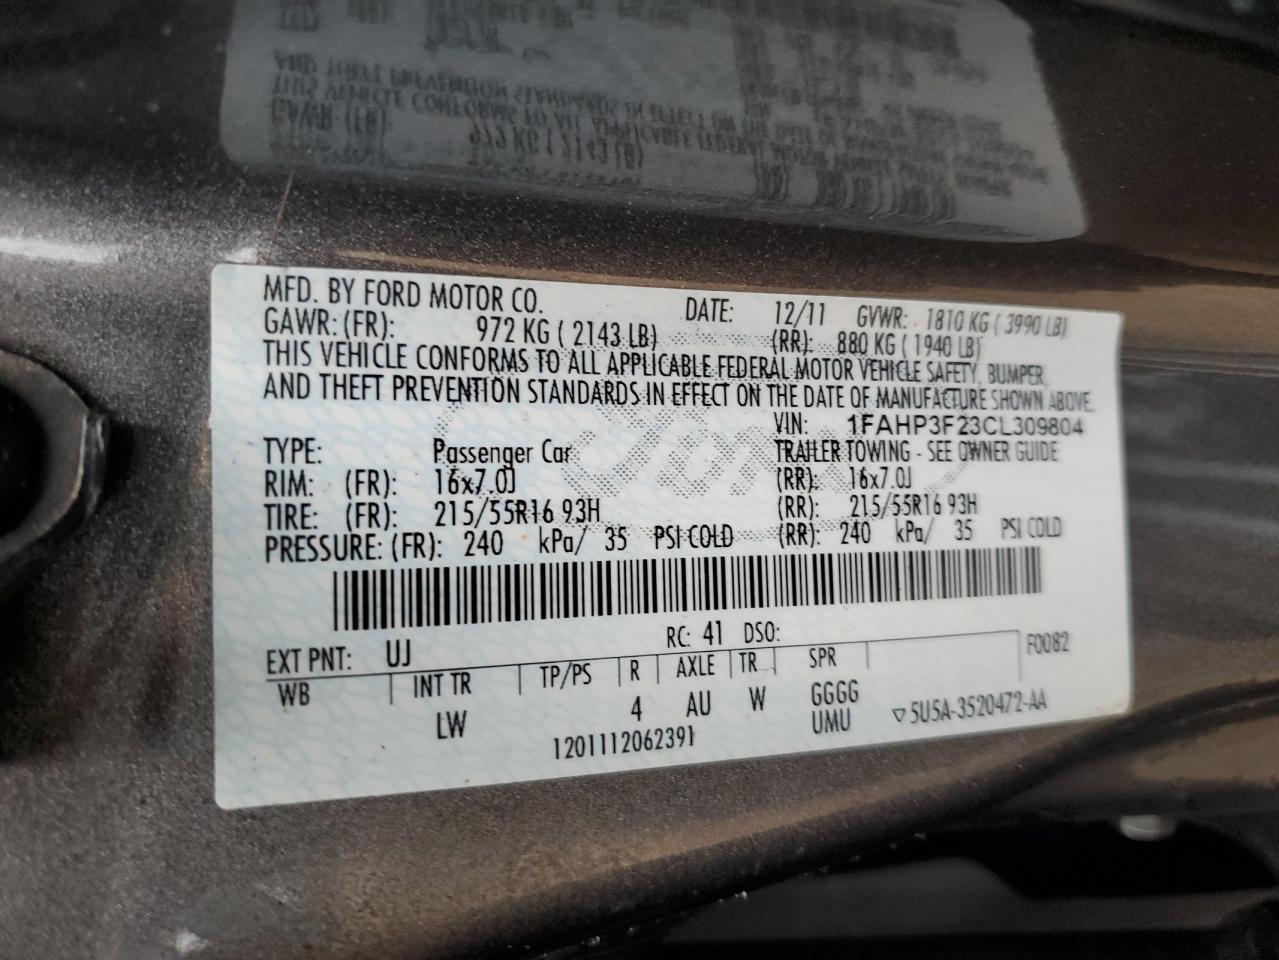 MFD. BY FORD MOTOR CO. DATE: 12/11 GVWR: 1810 KG ( 3990 LB)
GAWR: (FR): 972 KG ( 2143 LB) (RR): 880 KG ( 1940 LB)
THIS VEHICLE CONFORMS TO ALL APPLICABLE FEDERAL MOTOR VEHICLE SAFETY, BUMPER,
AND THEFT PREVENTION STANDARDS IN EFFECT ON THE DATE OF MANUFACTURE SHOWN ABOVE.
VIN: 1FAHP3F23CL309804
TYPE: Passenger Car TRAILER TOWING - SEE OWNER GUIDE
RIM: (FR): 16x7.0J (RR): 16x7.0J
TIRE: (FR): 215/55R16 93H (RR): 215/55R16 93H
PRESSURE: (FR): 240 kPa/ 35 PSI COLD (RR): 240 kPa/ 35 PSI COLD
EXT PNT: UJ RC: 41 DSO: F0082
WB INT TR TP/PS R AXLE TR SPR
LW 4 AU W GGGG
UMU ▽5U5A-3520472-AA
1201112062391